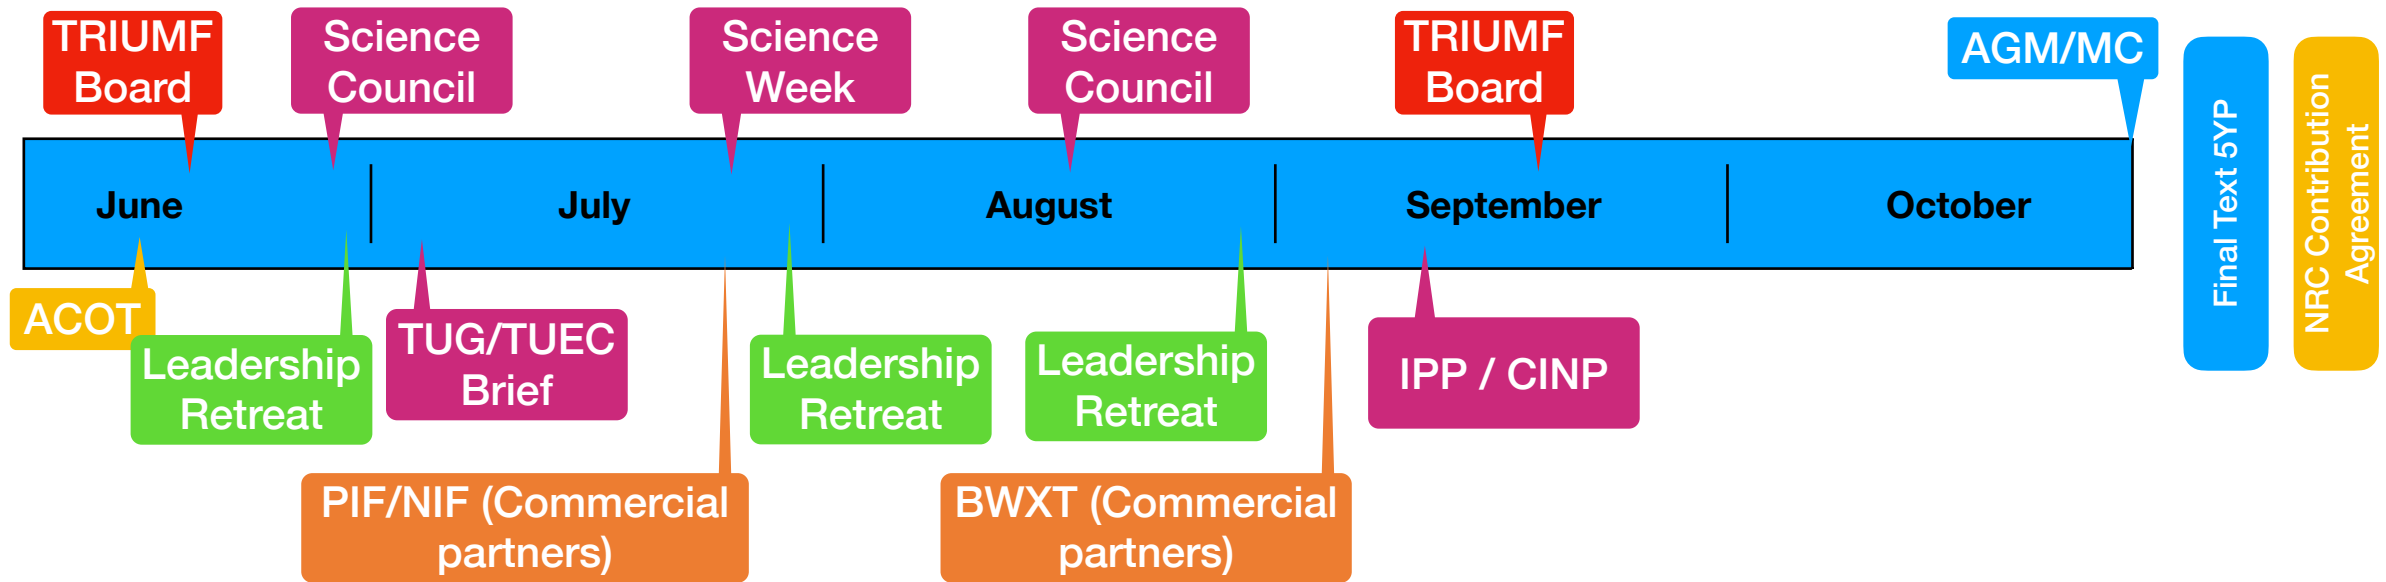 TRIUMF
Board
Science
Council
Science
Week
Science
Council
TRIUMF
Board
AGM/MC
June
July
August
September
October
ACOT
Leadership
Retreat
TUG/TUEC
Brief
Leadership
Retreat
Leadership
Retreat
IPP / CINP
PIF/NIF (Commercial
partners)
BWXT (Commercial
partners)
Final Text 5YP
NRC Contribution
Agreement